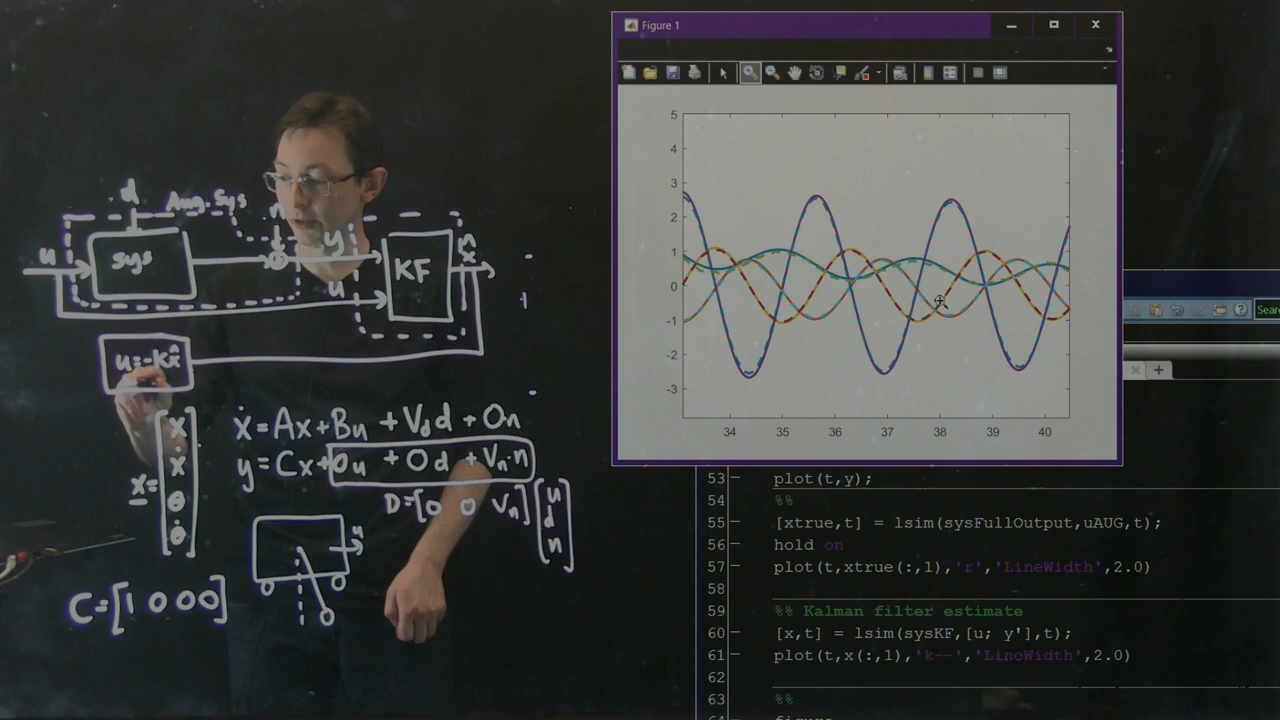 d
Aug. Sys
n
u
sys
y
KF
x̂
u
u=-Kx̂
x
ẋ
x=
θ
θ̇
ẋ=Ax+Bu +V_d d + 0n
y=Cx+0u +0d +V_n·n
D=[0 0 V_n]
u
d
n
u
C=[1 0 0 0]
Figure 1
5
4
3
2
1
0
-1
-2
-3
34 35 36 37 38 39 40
Sear
53 plot(t,y);
54 %%
55 [xtrue,t] = lsim(sysFullOutput,uAUG,t);
56 hold on
57 plot(t,xtrue(:,1),'r','LineWidth',2.0)
58
59 %% Kalman filter estimate
60 [x,t] = lsim(sysKF,[u; y'],t);
61 plot(t,x(:,1),'k--','LineWidth',2.0)
62
63 %%